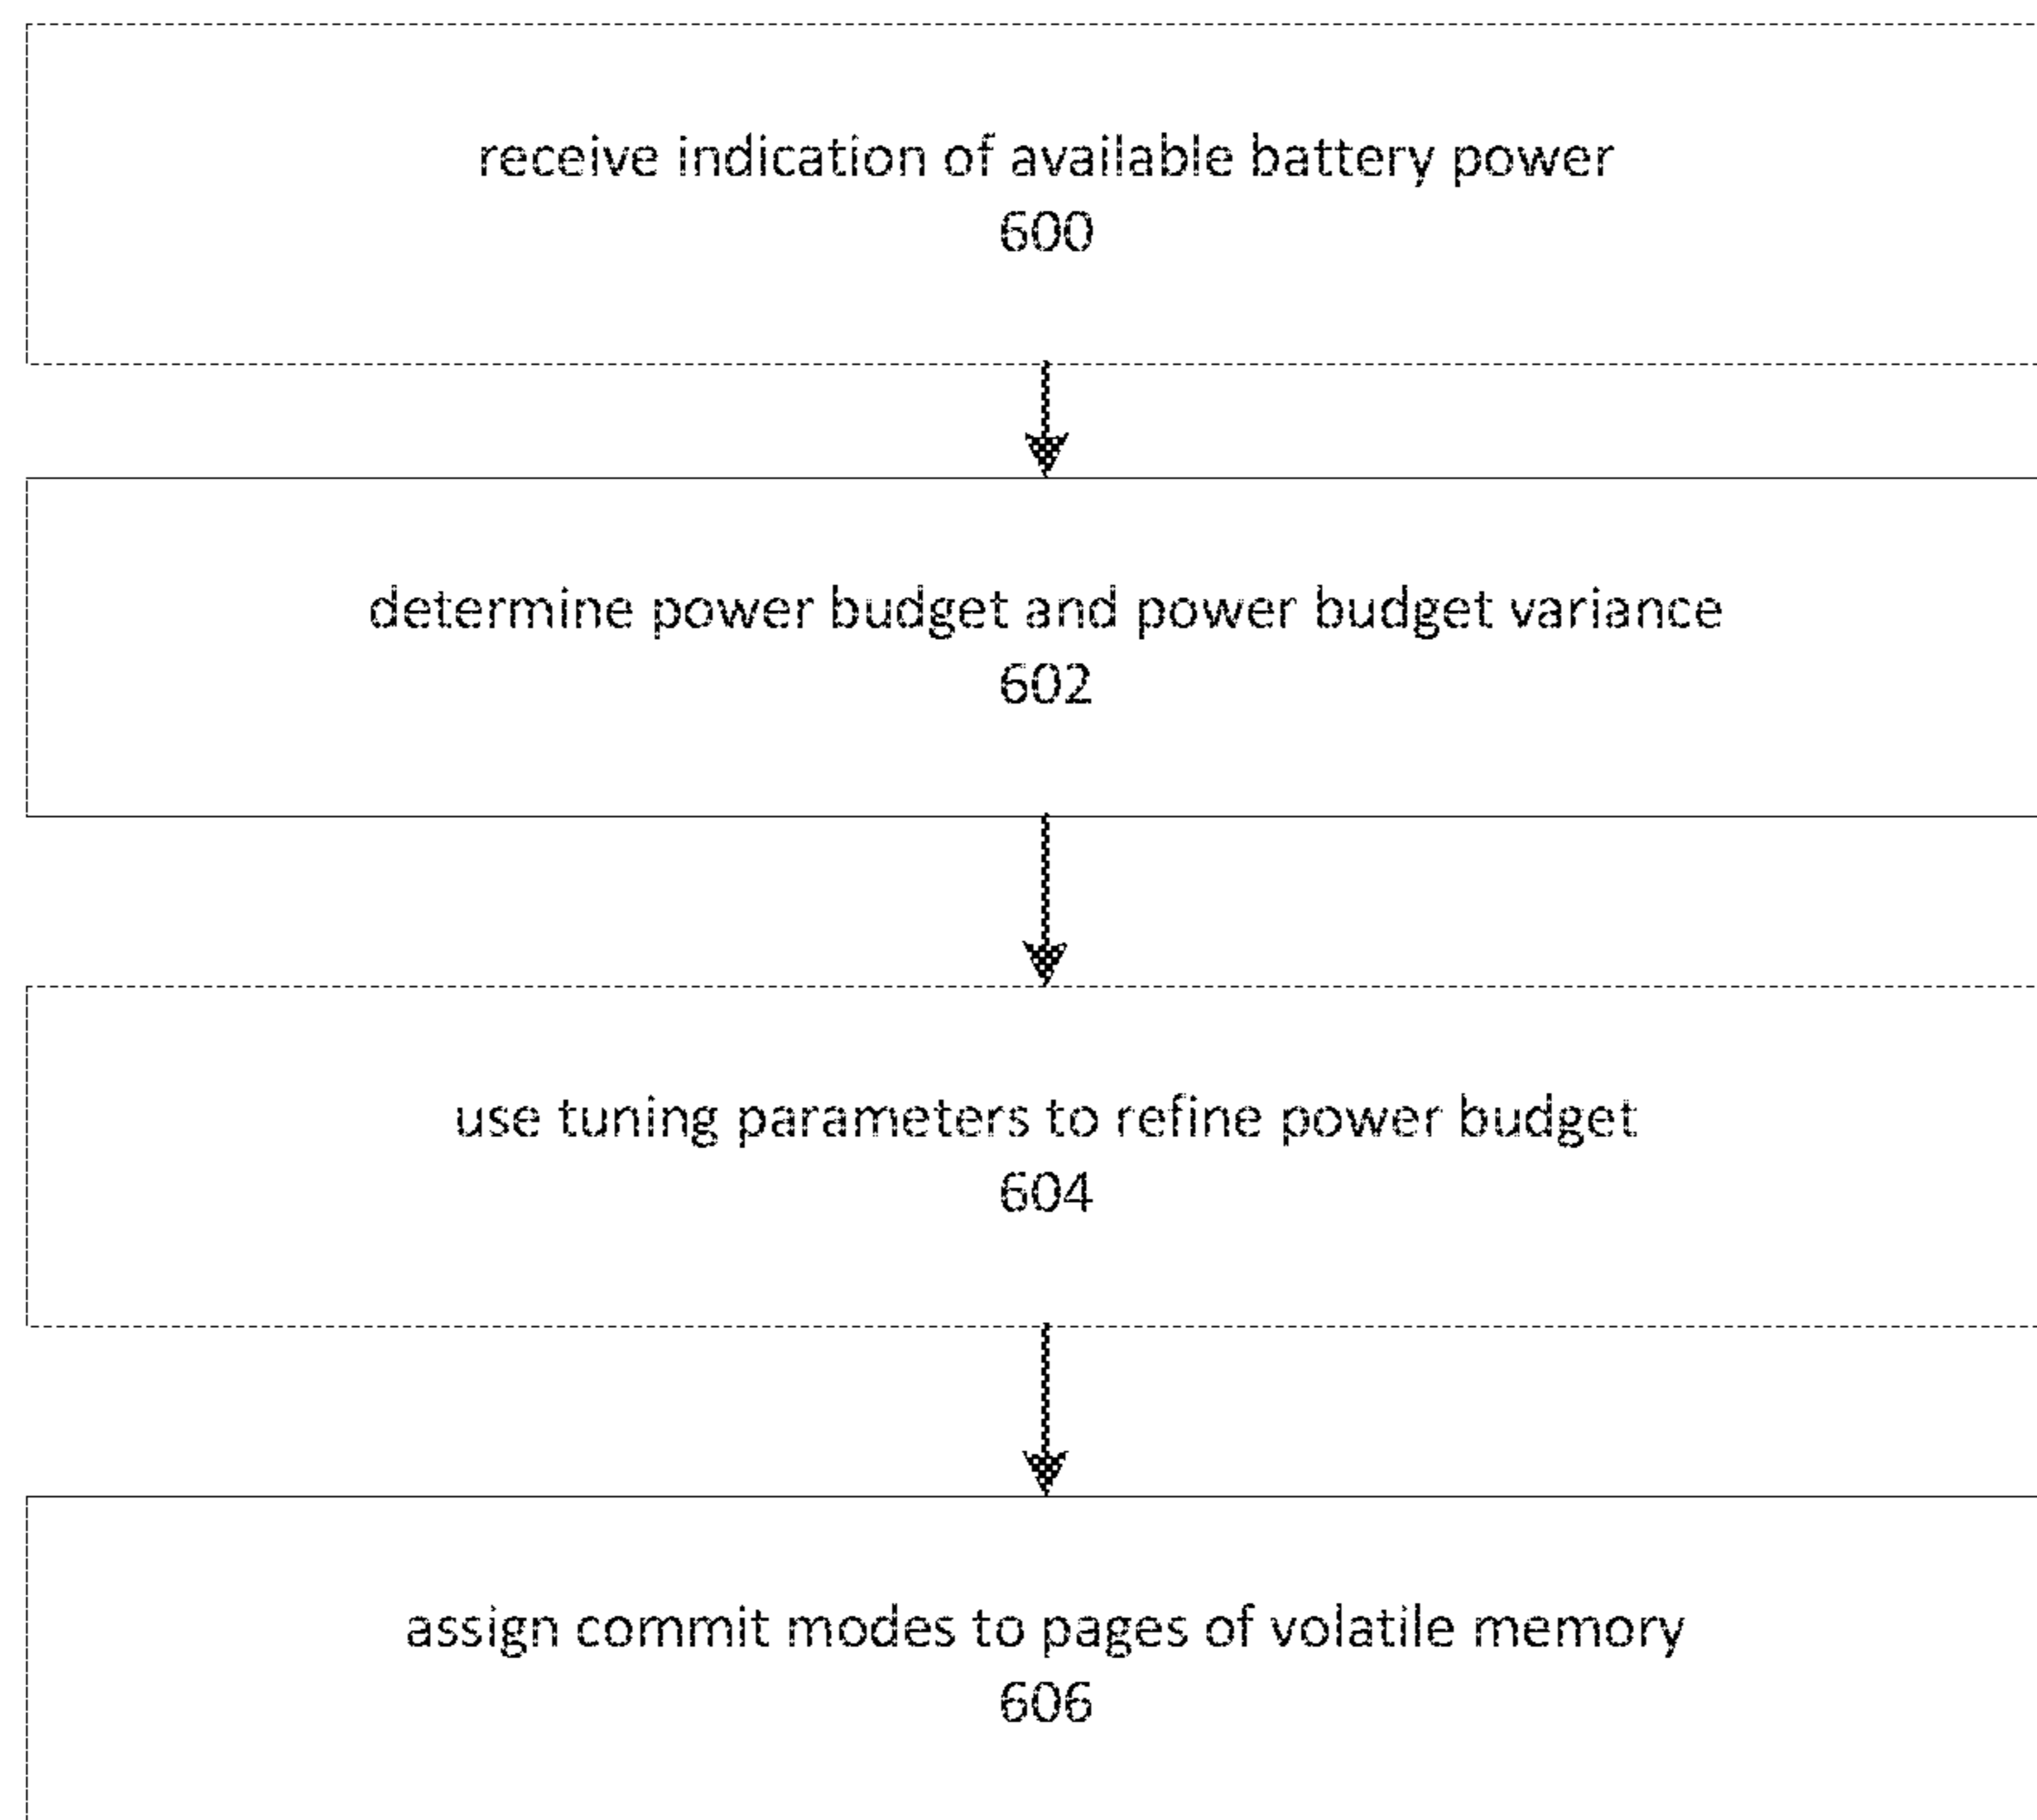 receive indication of available battery power
600
determine power budget and power budget variance
602
use tuning parameters to refine power budget
604
assign commit modes to pages of volatile memory
606